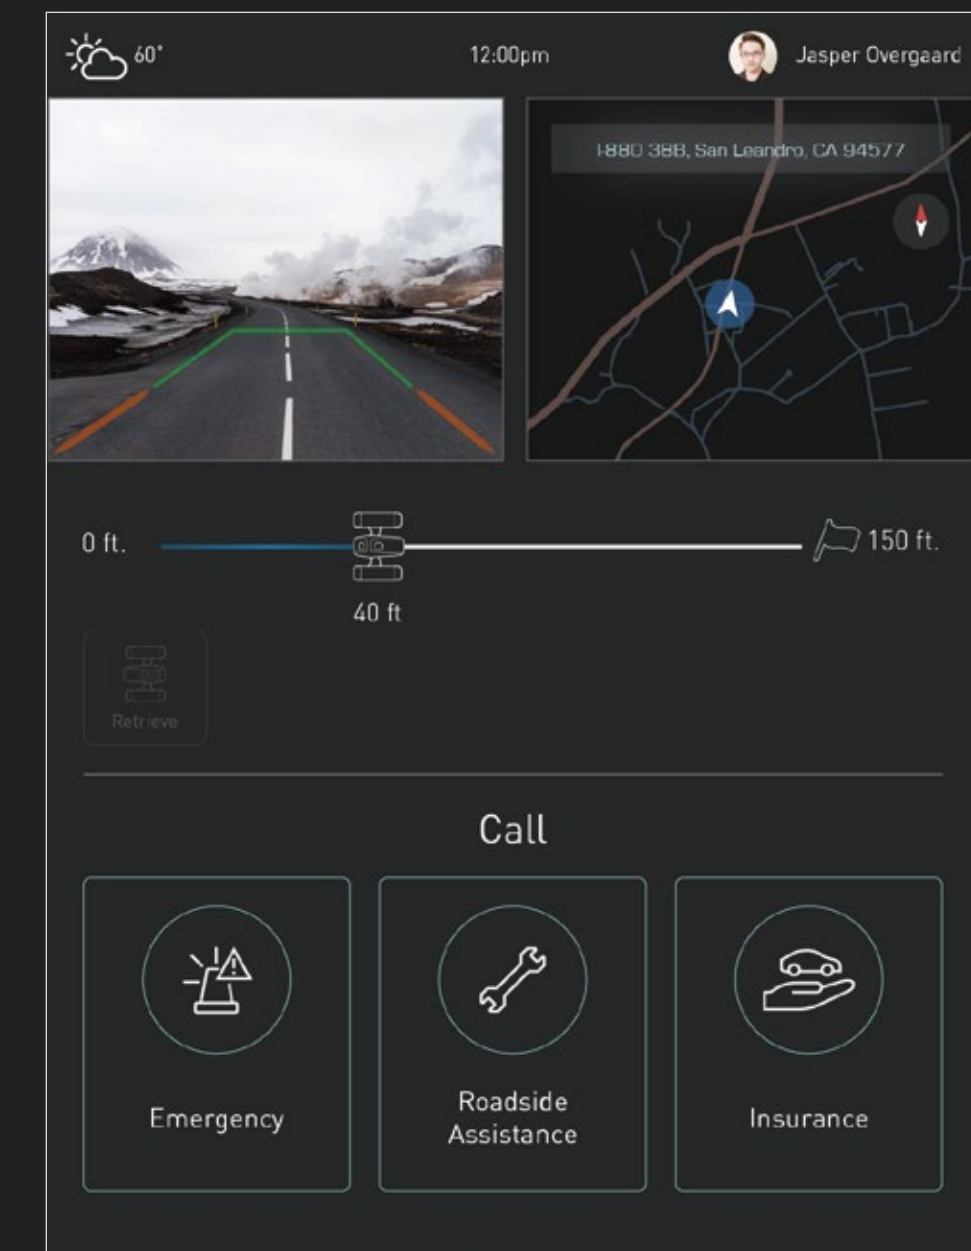 60°
12:00pm
Jasper Overgaard
I-880 38B, San Leandro, CA 94577
0 ft.
150 ft.
40 ft
Retrieve
Call
Emergency
Roadside
Assistance
Insurance